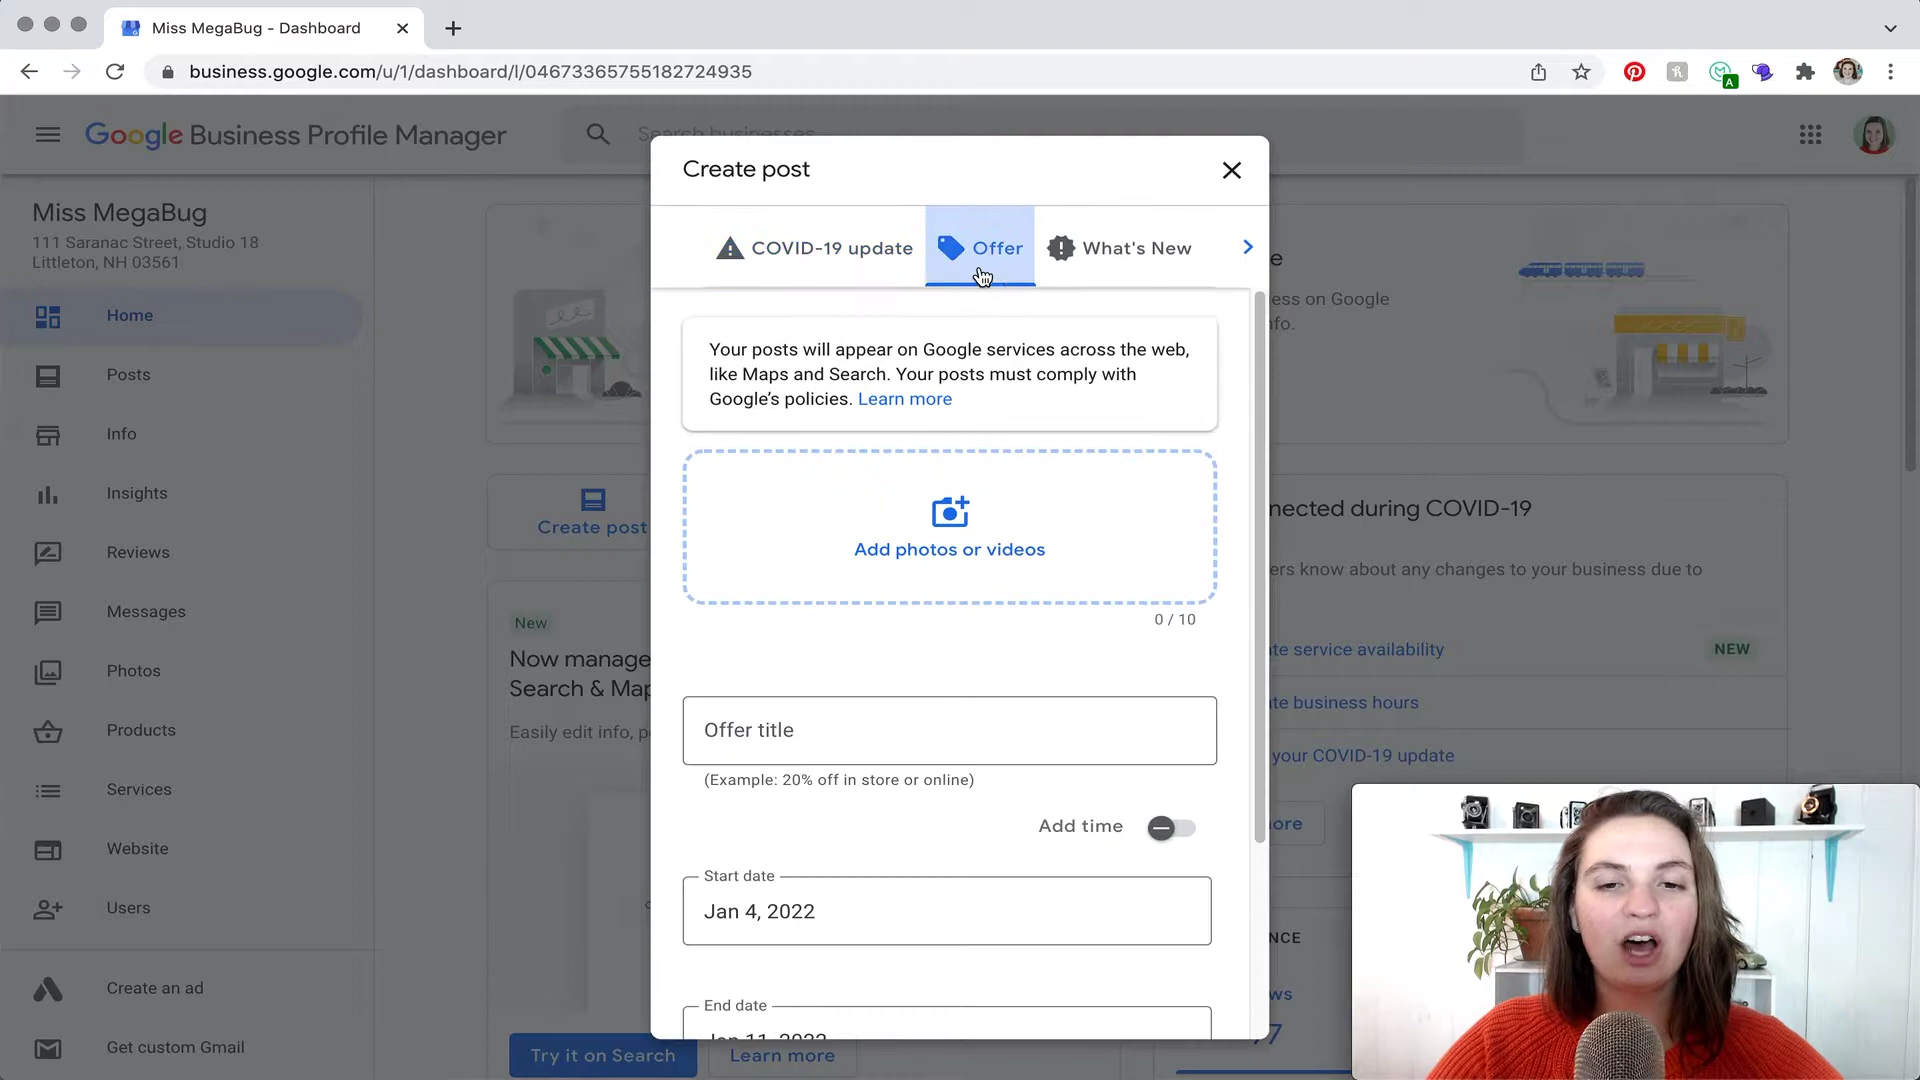 Miss MegaBug - Dashboard
business.google.com/u/1/dashboard/l/04673365755182724935
A
Google Business Profile Manager
Search businesses
Miss MegaBug
111 Saranac Street, Studio 18
Littleton, NH 03561
Home
Posts
Info
Insights
Reviews
Messages
Photos
Products
Services
Website
Users
Create an ad
Get custom Gmail
Create post
New
Now manage
Search & Map
Easily edit info, p
Try it on Search
Learn more
Create post
COVID-19 update
Offer
What's New
Your posts will appear on Google services across the web,
like Maps and Search. Your posts must comply with
Google's policies. Learn more
Add photos or videos
0 / 10
Offer title
(Example: 20% off in store or online)
Add time
Start date
Jan 4, 2022
End date
Jan 11, 2022
e
ess on Google
nfo.
nected during COVID-19
ers know about any changes to your business due to
te service availability
NEW
te business hours
your COVID-19 update
ore
NCE
ws
7